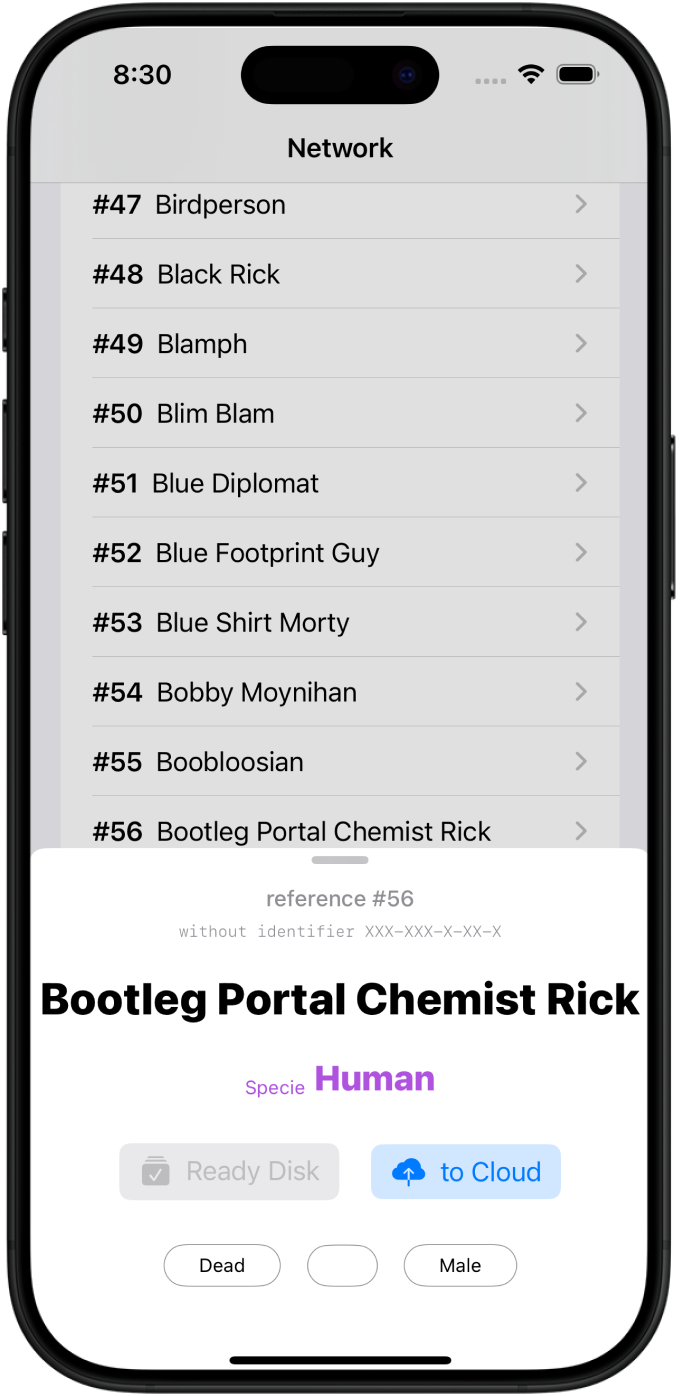 8:30
Network
#47 Birdperson
#48 Black Rick
#49 Blamph
#50 Blim Blam
#51 Blue Diplomat
#52 Blue Footprint Guy
#53 Blue Shirt Morty
#54 Bobby Moynihan
#55 Boobloosian
#56 Bootleg Portal Chemist Rick
reference #56
without identifier XXX-XXX-X-XX-X
Bootleg Portal Chemist Rick
Specie Human
Ready Disk to Cloud
Dead Male